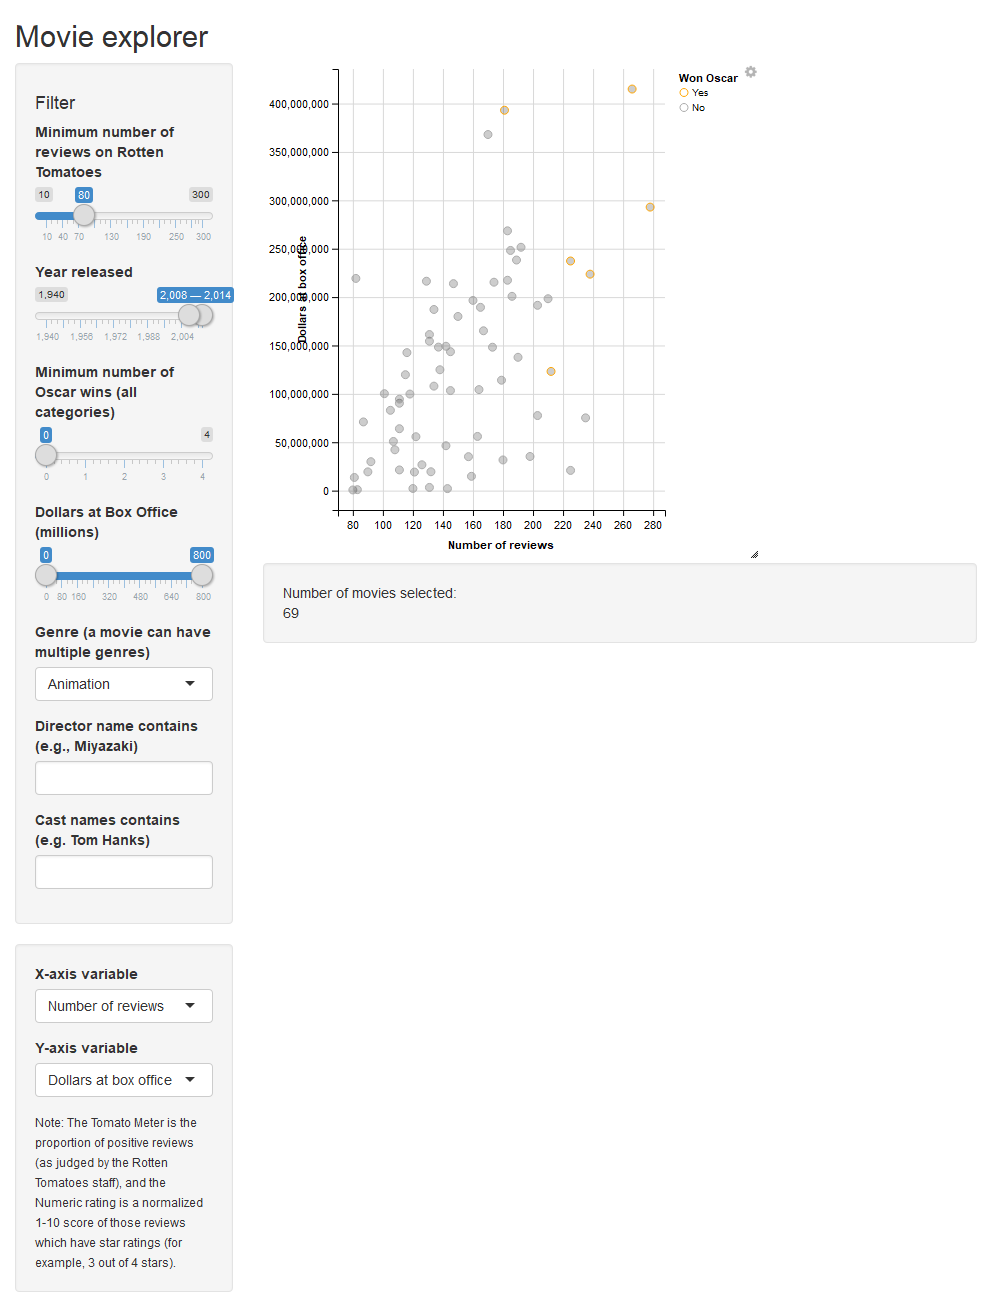 Movie explorer
Filter
Minimum number of
reviews on Rotten
Tomatoes
10 80 300
10 40 70 130 190 250 300
Year released
1,940 2,008 — 2,014
1,940 1,956 1,972 1,988 2,004
Minimum number of
Oscar wins (all
categories)
0 4
0 1 2 3 4
Dollars at Box Office
(millions)
0 800
0 80 160 320 480 640 800
Genre (a movie can have
multiple genres)
Animation
Director name contains
(e.g., Miyazaki)
Cast names contains
(e.g. Tom Hanks)
X-axis variable
Number of reviews
Y-axis variable
Dollars at box office
Note: The Tomato Meter is the
proportion of positive reviews
(as judged by the Rotten
Tomatoes staff), and the
Numeric rating is a normalized
1-10 score of those reviews
which have star ratings (for
example, 3 out of 4 stars).
Dollars at box office
400,000,000
350,000,000
300,000,000
250,000,000
200,000,000
150,000,000
100,000,000
50,000,000
0
80 100 120 140 160 180 200 220 240 260 280
Number of reviews
Won Oscar
Yes
No
Number of movies selected:
69